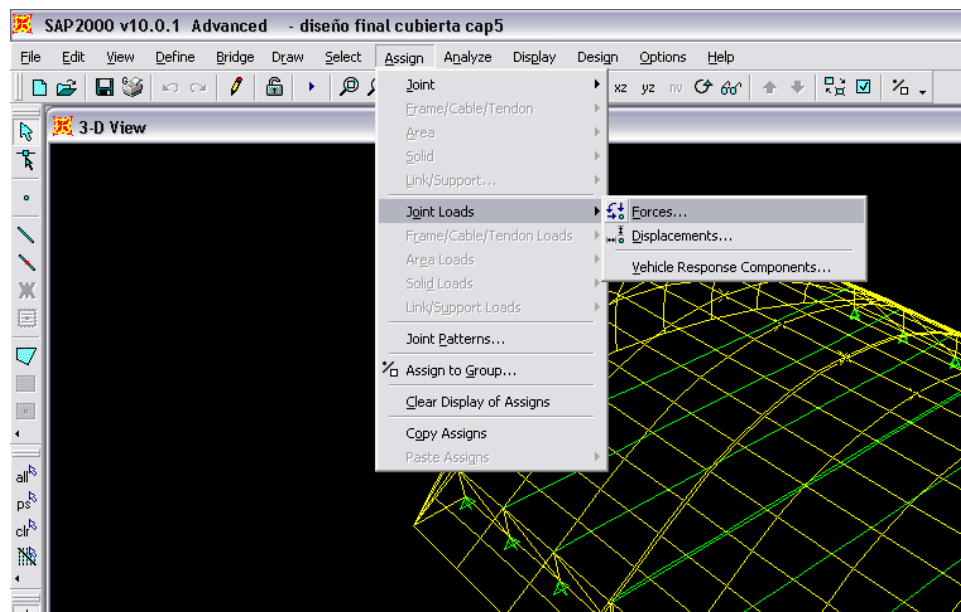 SAP2000 v10.0.1 Advanced - diseño final cubierta cap5
File Edit View Define Bridge Draw Select Assign Analyze Display Design Options Help
xz yz nv
3-D View
Joint
Frame/Cable/Tendon
Area
Solid
Link/Support...
Joint Loads
Frame/Cable/Tendon Loads
Area Loads
Solid Loads
Link/Support Loads
Joint Patterns...
Assign to Group...
Clear Display of Assigns
Copy Assigns
Paste Assigns
Forces...
Displacements...
Vehicle Response Components...
all
ps
clr